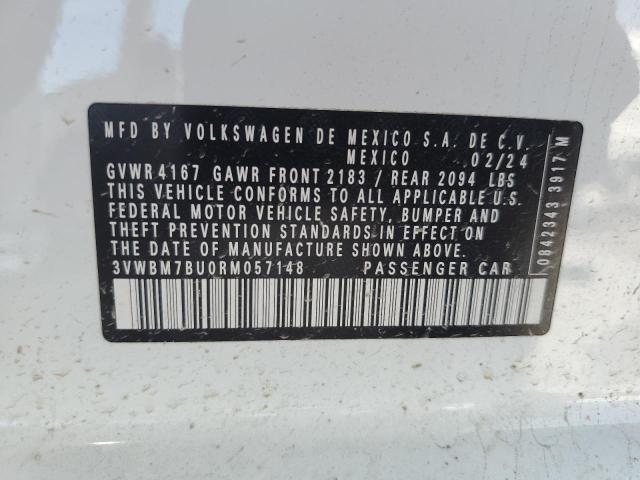 MFD BY VOLKSWAGEN DE MEXICO S.A. DE C.V.
MEXICO 02/24
GVWR 4167 GAWR FRONT 2183 / REAR 2094 LBS
THIS VEHICLE CONFORMS TO ALL APPLICABLE U.S.
FEDERAL MOTOR VEHICLE SAFETY, BUMPER AND
THEFT PREVENTION STANDARDS IN EFFECT ON
THE DATE OF MANUFACTURE SHOWN ABOVE.
3VWBM7BU0RM057148 PASSENGER CAR
0842343 3917 M